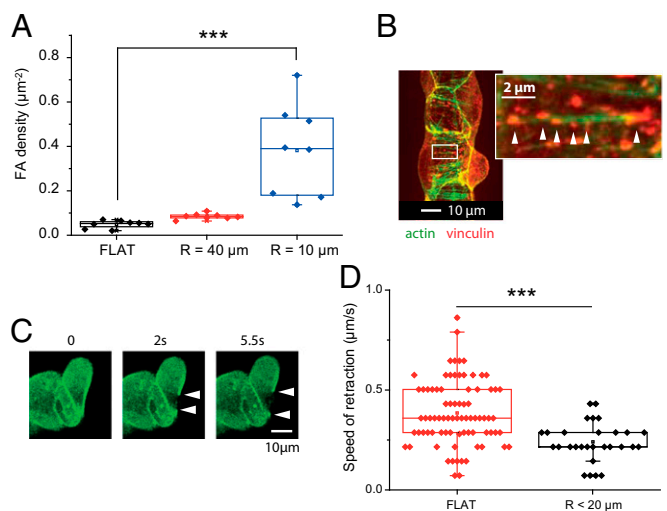 A
FA density (µm-2)
0.8
0.6
0.4
0.2
0.0
***
FLAT
R = 40 µm
R = 10 µm
B
2 µm
10 µm
actin vinculin
C
0 2s 5.5s
10µm
D
Speed of retraction (µm/s)
1.0
0.5
0.0
***
FLAT
R < 20 µm